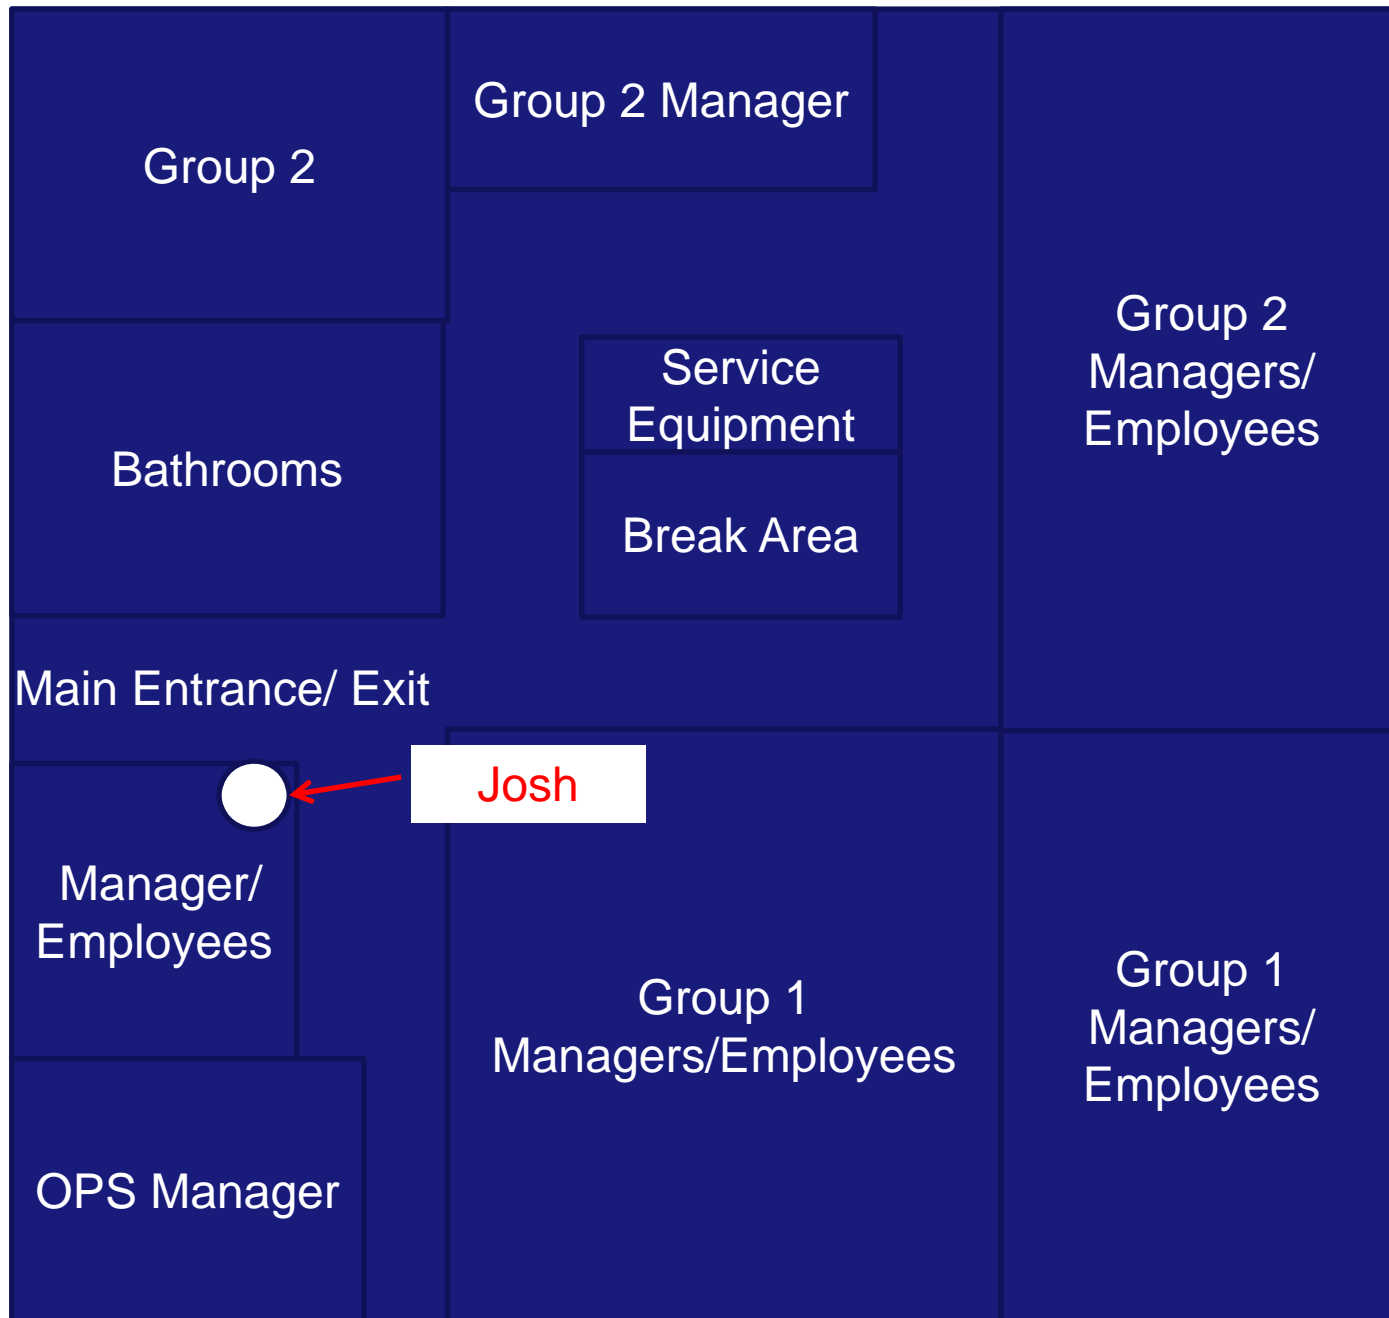 Group 2 Manager
Group 2
Group 2
Managers/
Employees
Service
Equipment
Bathrooms
Break Area
Main Entrance/ Exit
Josh
Manager/
Employees
Group 1
Managers/Employees
Group 1
Managers/
Employees
OPS Manager